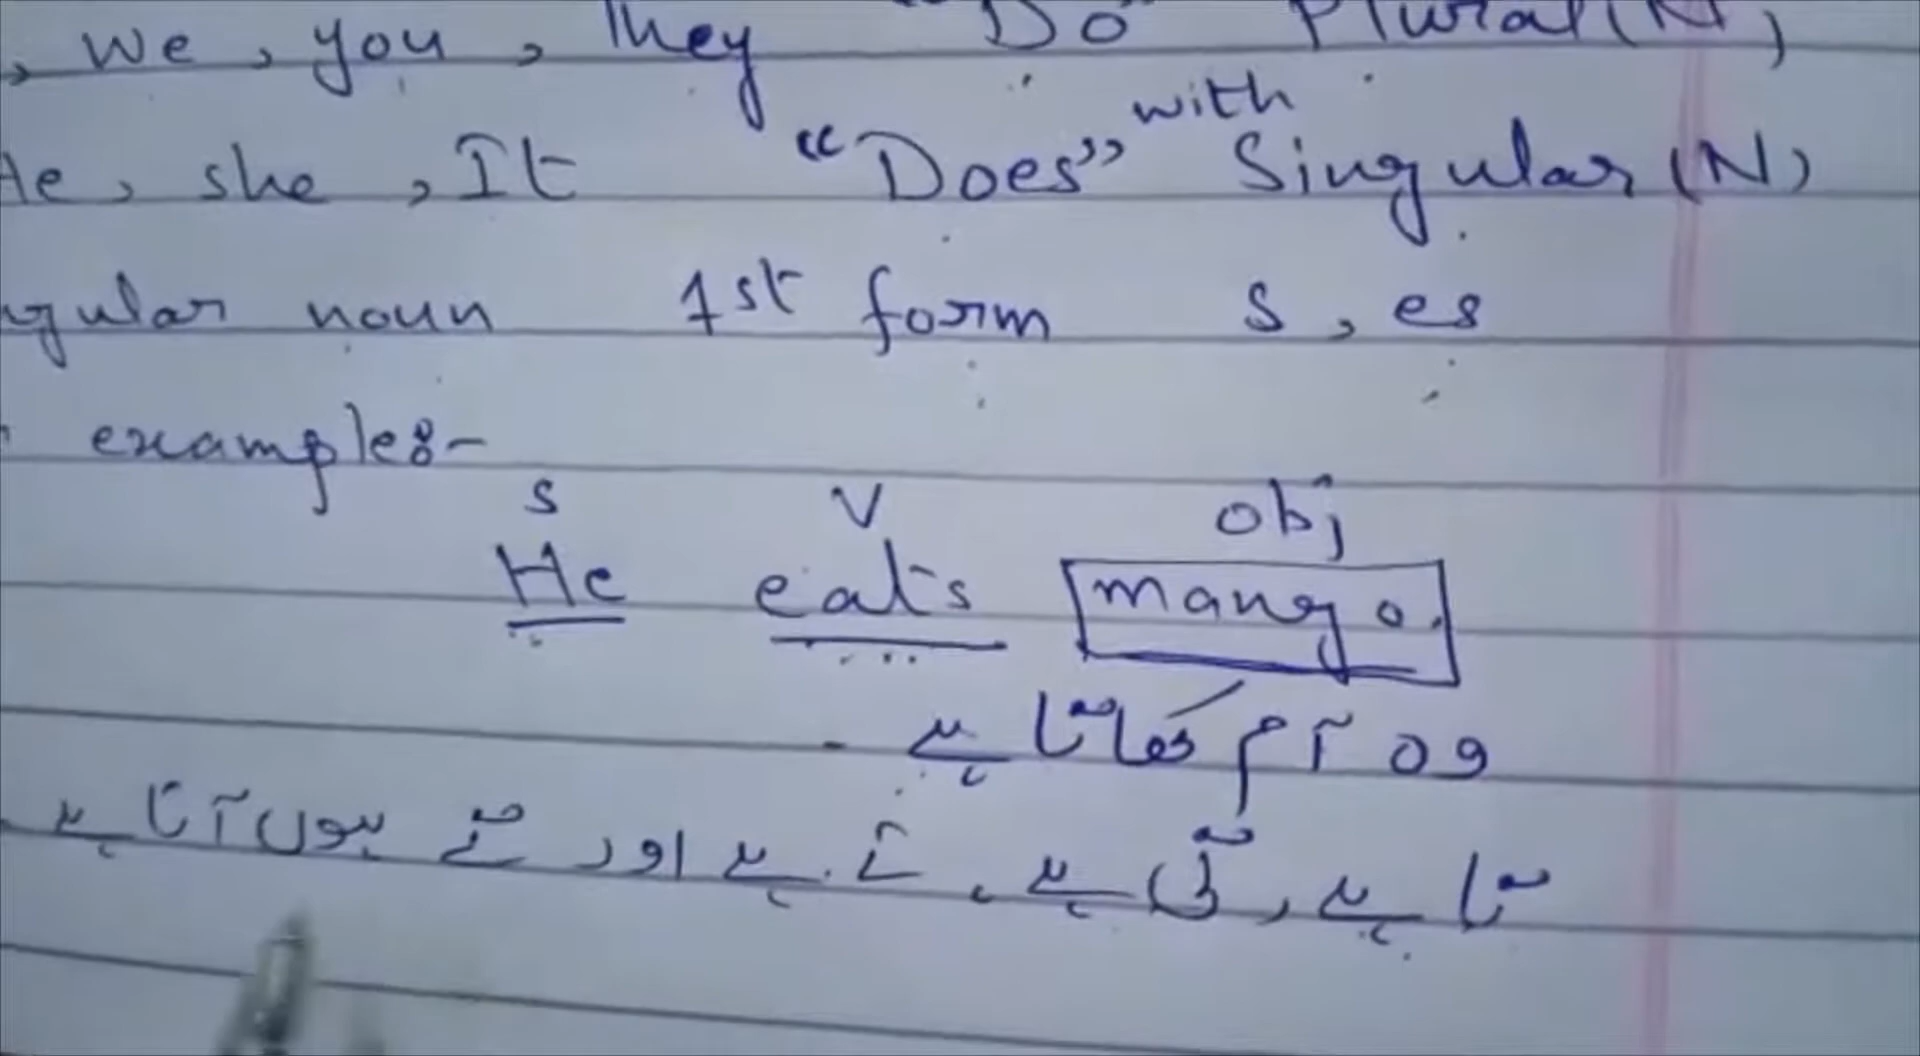 , We, you, They "Do" Plural (N)
He, she, It "Does" with Singular (N)
gular noun 1st form s, es
examples:-
S V obj
He eats mango.
وہ آم کھاتا ہے -
تا ہے، تی ہے، تے ہے اور تے ہوں آتا ہے